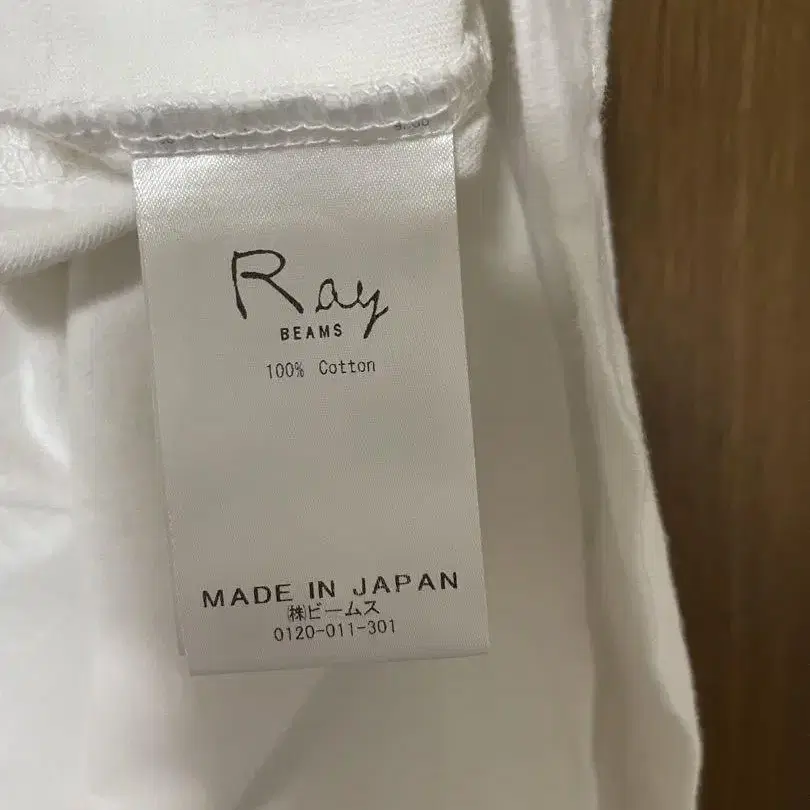 Ray
BEAMS
100% Cotton
MADE IN JAPAN
㈱ビームス
0120-011-301